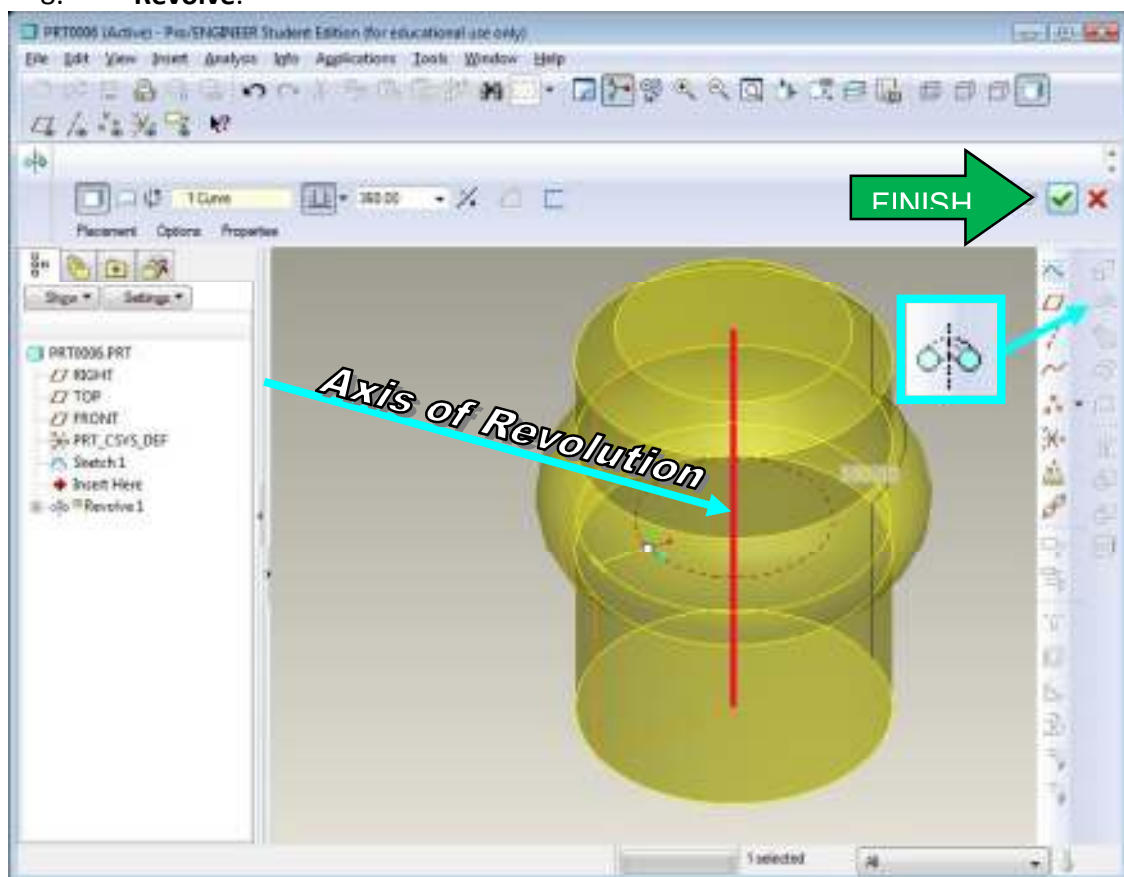 8. Revolve.
PRT0006 (Active) - Pro/ENGINEER Student Edition (for educational use only)
File Edit View Insert Analysis Info Applications Tools Window Help
1 Curve 360.00
FINISH
Placement Options Properties
Show Settings
PRT0006.PRT
RIGHT
TOP
FRONT
PRT_CSYS_DEF
Sketch 1
Insert Here
Revolve 1
Axis of Revolution
1 selected All